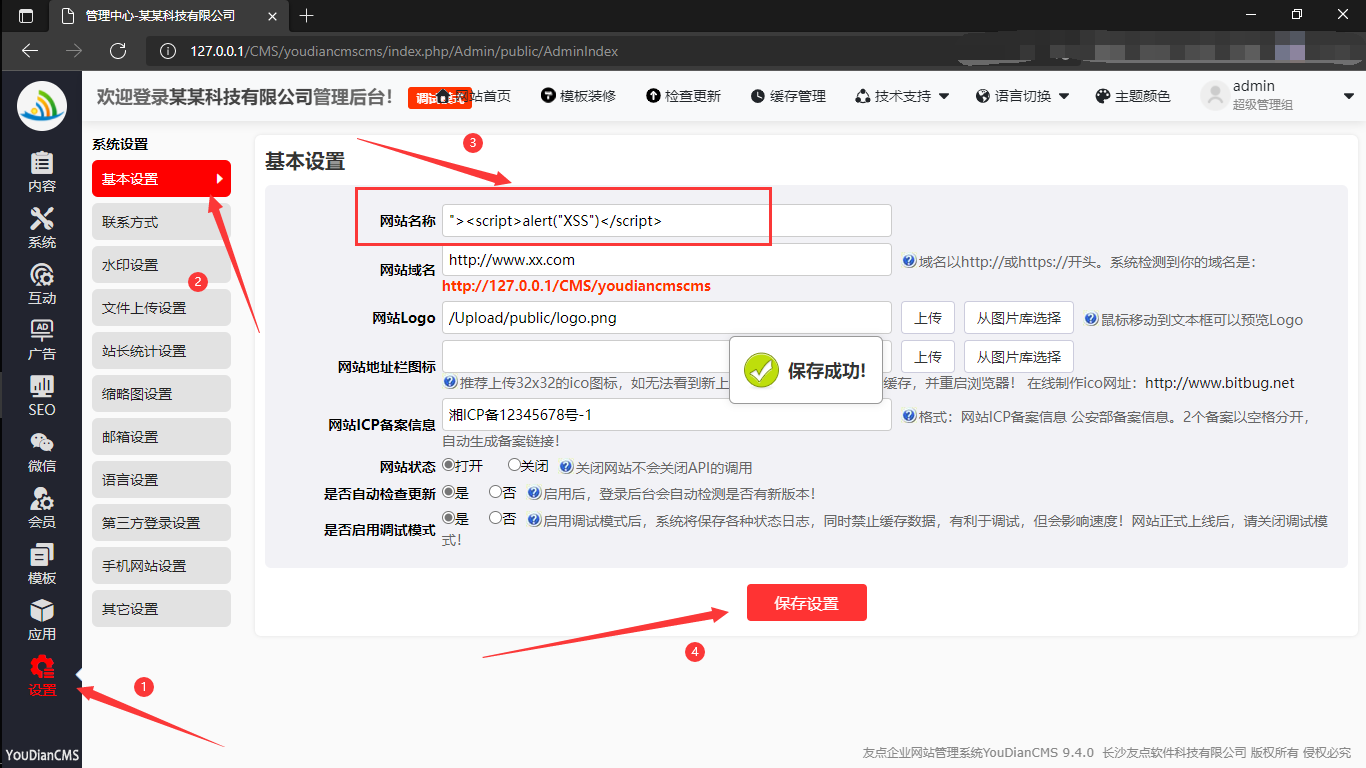 管理中心-某某科技有限公司
127.0.0.1/CMS/youdiancmscms/index.php/Admin/public/AdminIndex
欢迎登录某某科技有限公司管理后台!
网站首页 模板装修 检查更新 缓存管理 技术支持 语言切换 主题颜色
admin
超级管理组
内容
系统
互动
AD
广告
SEO
微信
会员
模板
应用
设置
YouDianCMS
系统设置
基本设置
联系方式
水印设置
文件上传设置
站长统计设置
缩略图设置
邮箱设置
语言设置
第三方登录设置
手机网站设置
其它设置
1
2
3
4
基本设置
网站名称 "><script>alert("XSS")</script>
网站域名 http://www.xx.com 域名以http://或https://开头。系统检测到你的域名是:
http://127.0.0.1/CMS/youdiancmscms
网站Logo /Upload/public/logo.png 上传 从图片库选择 鼠标移动到文本框可以预览Logo
网站地址栏图标 上传 从图片库选择
推荐上传32x32的ico图标，如无法看到新上 缓存，并重启浏览器！ 在线制作ico网址：http://www.bitbug.net
保存成功!
网站ICP备案信息 湘ICP备12345678号-1 格式：网站ICP备案信息 公安部备案信息。2个备案以空格分开，
自动生成备案链接！
网站状态 打开 关闭 关闭网站不会关闭API的调用
是否自动检查更新 是 否 启用后，登录后台会自动检测是否有新版本！
是否启用调试模式 是 否 启用调试模式后，系统将保存各种状态日志，同时禁止缓存数据，有利于调试，但会影响速度！网站正式上线后，请关闭调试模
式！
保存设置
友点企业网站管理系统YouDianCMS 9.4.0 长沙友点软件科技有限公司 版权所有 侵权必究